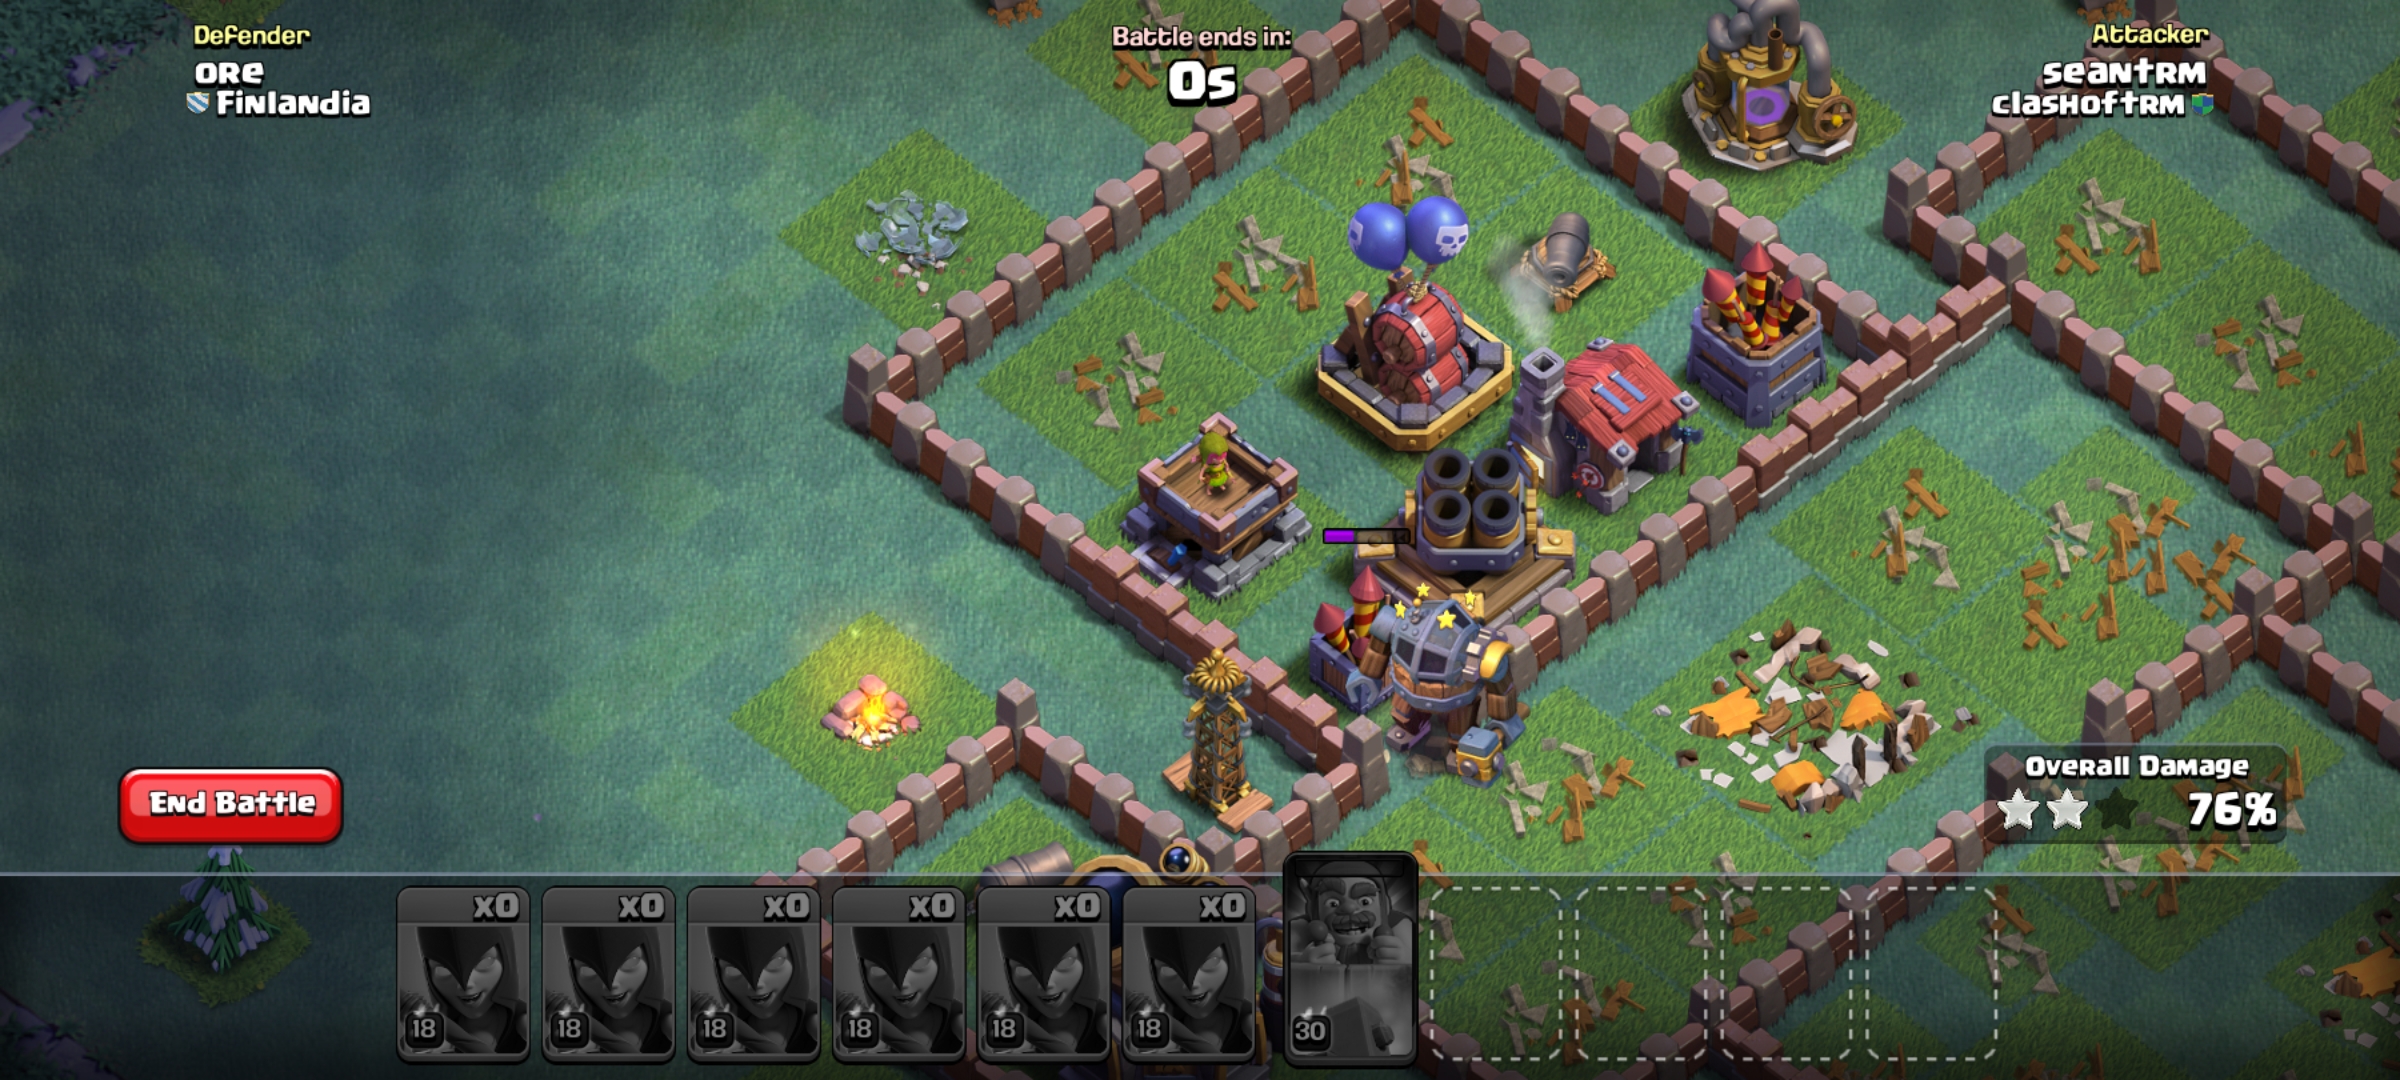 Defender
ORE
Finlandia
Battle ends in:
0s
Attacker
seantRM
clashoftRM
End Battle
Overall Damage
76%
x0
x0
x0
x0
x0
x0
18
18
18
18
18
18
30